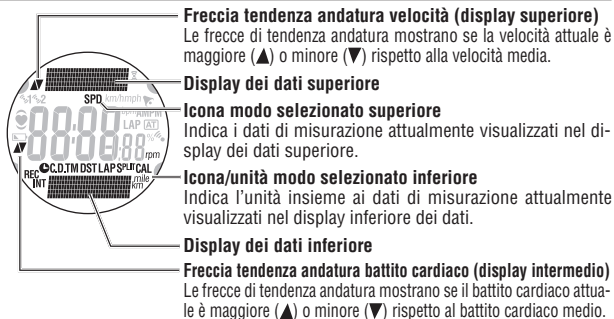 Freccia tendenza andatura velocità (display superiore)
Le frecce di tendenza andatura mostrano se la velocità attuale è
maggiore (▲) o minore (▼) rispetto alla velocità media.
Display dei dati superiore
Icona modo selezionato superiore
Indica i dati di misurazione attualmente visualizzati nel di-
splay dei dati superiore.
Icona/unità modo selezionato inferiore
Indica l'unità insieme ai dati di misurazione attualmente
visualizzati nel display inferiore dei dati.
Display dei dati inferiore
Freccia tendenza andatura battito cardiaco (display intermedio)
Le frecce di tendenza andatura mostrano se il battito cardiaco attua-
le è maggiore (▲) o minore (▼) rispetto al battito cardiaco medio.
%1%2
SPD km/hmph
AMPM
LAP AT
88:88
:88 rpm
C.D.TM DST LAP SPLIT CAL
REC
INT
mile
km